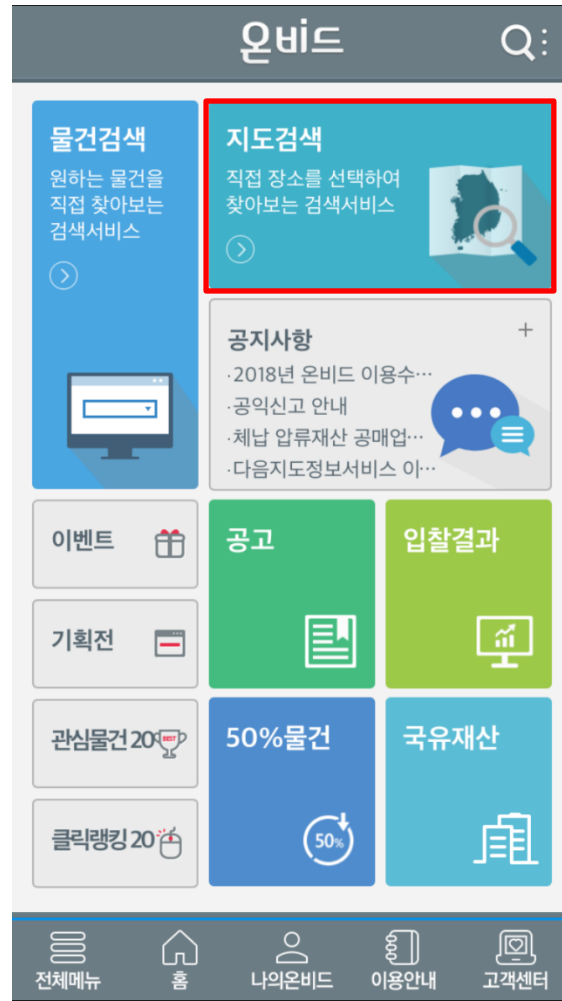 온비드
물건검색
원하는 물건을
직접 찾아보는
검색서비스
지도검색
직접 장소를 선택하여
찾아보는 검색서비스
공지사항
+
·2018년 온비드 이용수…
·공익신고 안내
·체납 압류재산 공매업…
·다음지도정보서비스 이…
이벤트
공고
입찰결과
기획전
관심물건 20
BEST
50%물건
50%
국유재산
클릭랭킹 20
전체메뉴
홈
나의온비드
이용안내
고객센터